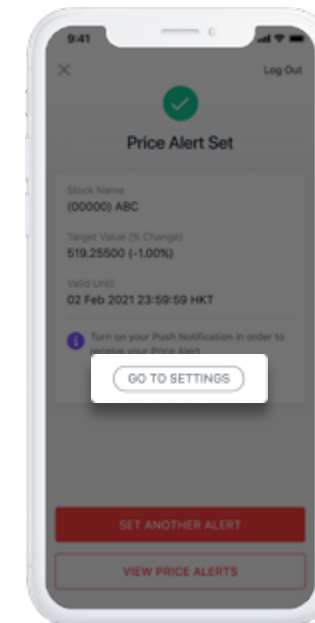 9:41
Log Out
Price Alert Set
Stock Name
(00000) ABC
Target Value (% Change)
519.25500 (-1.00%)
Valid Until
02 Feb 2021 23:59:59 HKT
Turn on your Push Notification in order to
receive your Price Alert
GO TO SETTINGS
SET ANOTHER ALERT
VIEW PRICE ALERTS